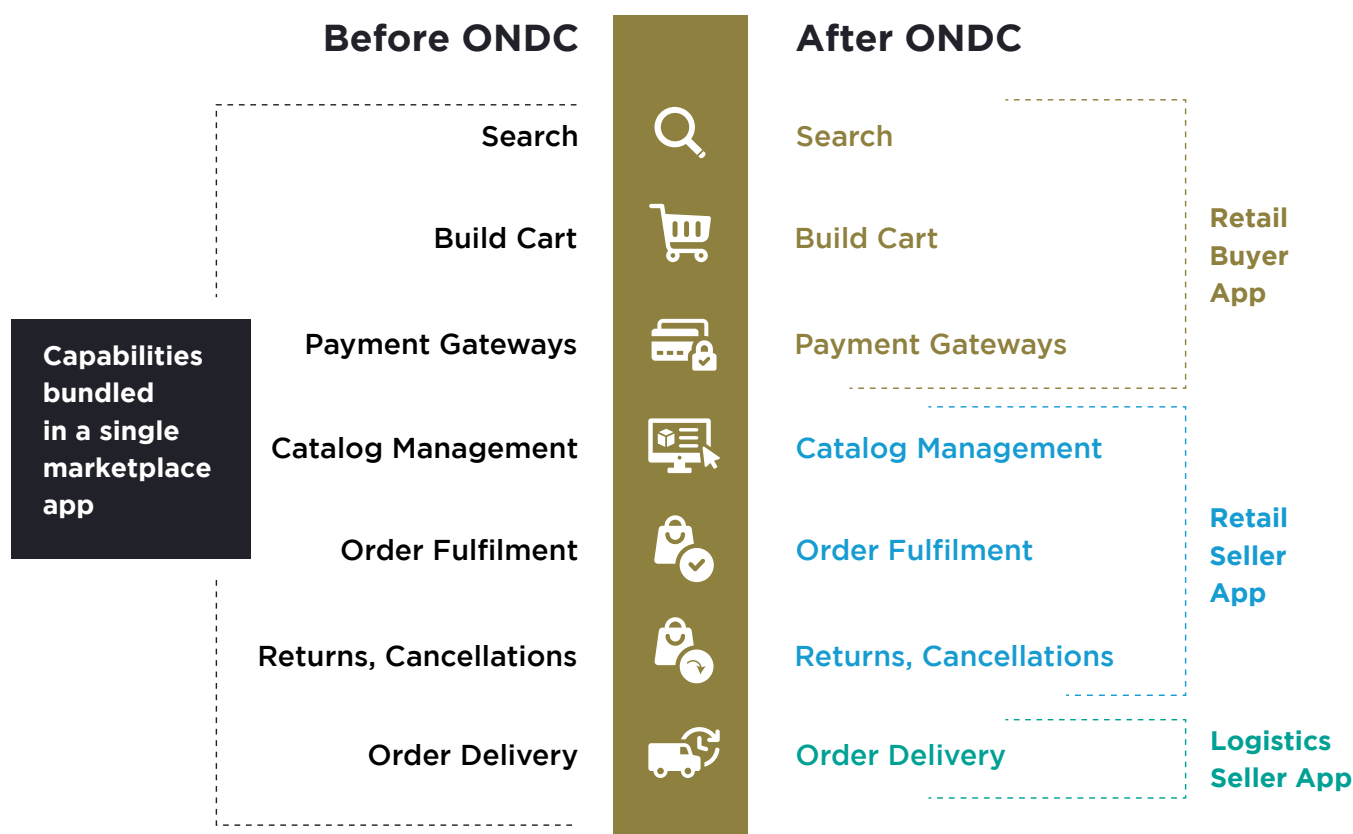 Before ONDC
After ONDC
Search
Search
Build Cart
Build Cart
Payment Gateways
Payment Gateways
Catalog Management
Catalog Management
Order Fulfilment
Order Fulfilment
Returns, Cancellations
Returns, Cancellations
Order Delivery
Order Delivery
Capabilities
bundled
in a single
marketplace
app
Retail
Buyer
App
Retail
Seller
App
Logistics
Seller App